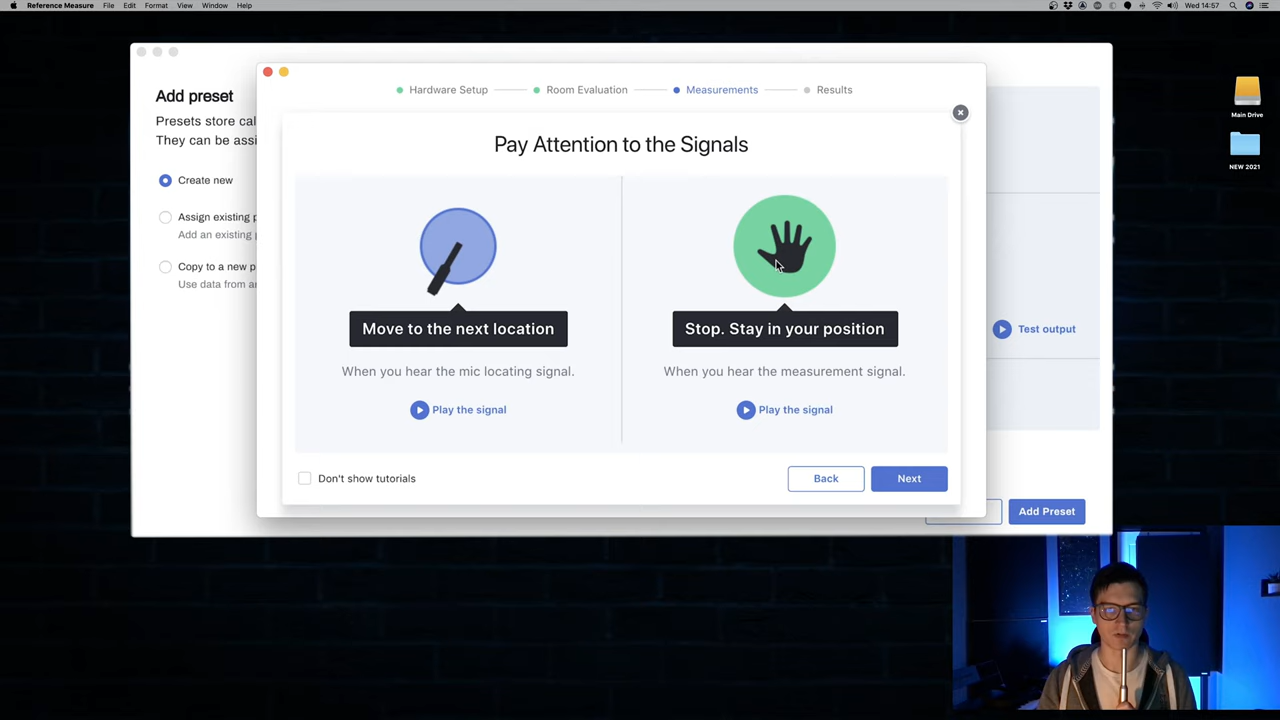 Reference Measure File Edit Format View Window Help
Wed 14:57
Main Drive
NEW 2021
Add preset
Presets store cal
They can be assi
Create new
Assign existing p
Add an existing p
Copy to a new p
Use data from an
Hardware Setup
Room Evaluation
Measurements
Results
Pay Attention to the Signals
Move to the next location
When you hear the mic locating signal.
Play the signal
Stop. Stay in your position
When you hear the measurement signal.
Play the signal
Don't show tutorials
Back
Next
Test output
Add Preset